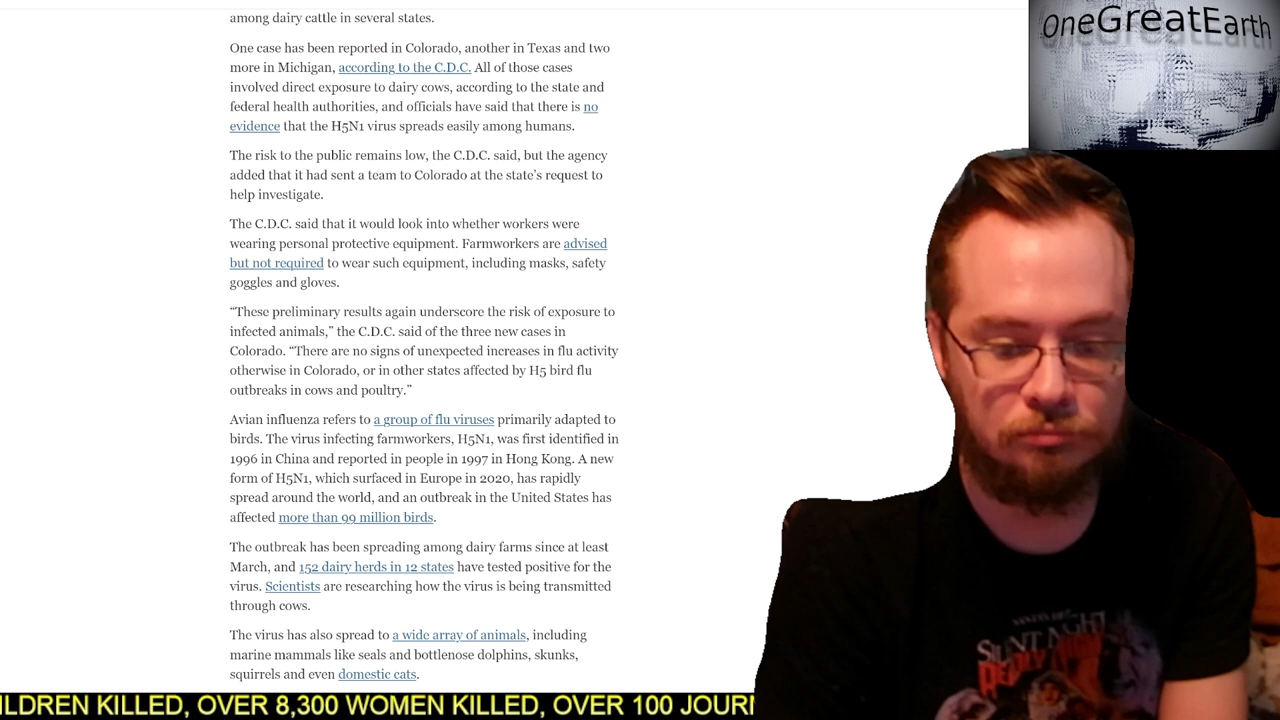 among dairy cattle in several states.
OneGreatEarth
One case has been reported in Colorado, another in Texas and two
more in Michigan, according to the C.D.C. All of those cases
involved direct exposure to dairy cows, according to the state and
federal health authorities, and officials have said that there is no
evidence that the H5N1 virus spreads easily among humans.
The risk to the public remains low, the C.D.C. said, but the agency
added that it had sent a team to Colorado at the state’s request to
help investigate.
The C.D.C. said that it would look into whether workers were
wearing personal protective equipment. Farmworkers are advised
but not required to wear such equipment, including masks, safety
goggles and gloves.
“These preliminary results again underscore the risk of exposure to
infected animals,” the C.D.C. said of the three new cases in
Colorado. “There are no signs of unexpected increases in flu activity
otherwise in Colorado, or in other states affected by H5 bird flu
outbreaks in cows and poultry.”
Avian influenza refers to a group of flu viruses primarily adapted to
birds. The virus infecting farmworkers, H5N1, was first identified in
1996 in China and reported in people in 1997 in Hong Kong. A new
form of H5N1, which surfaced in Europe in 2020, has rapidly
spread around the world, and an outbreak in the United States has
affected more than 99 million birds.
The outbreak has been spreading among dairy farms since at least
March, and 152 dairy herds in 12 states have tested positive for the
virus. Scientists are researching how the virus is being transmitted
through cows.
The virus has also spread to a wide array of animals, including
marine mammals like seals and bottlenose dolphins, skunks,
squirrels and even domestic cats.
SILENT NIGHT
DEADLY
ILDREN KILLED, OVER 8,300 WOMEN KILLED, OVER 100 JOUR